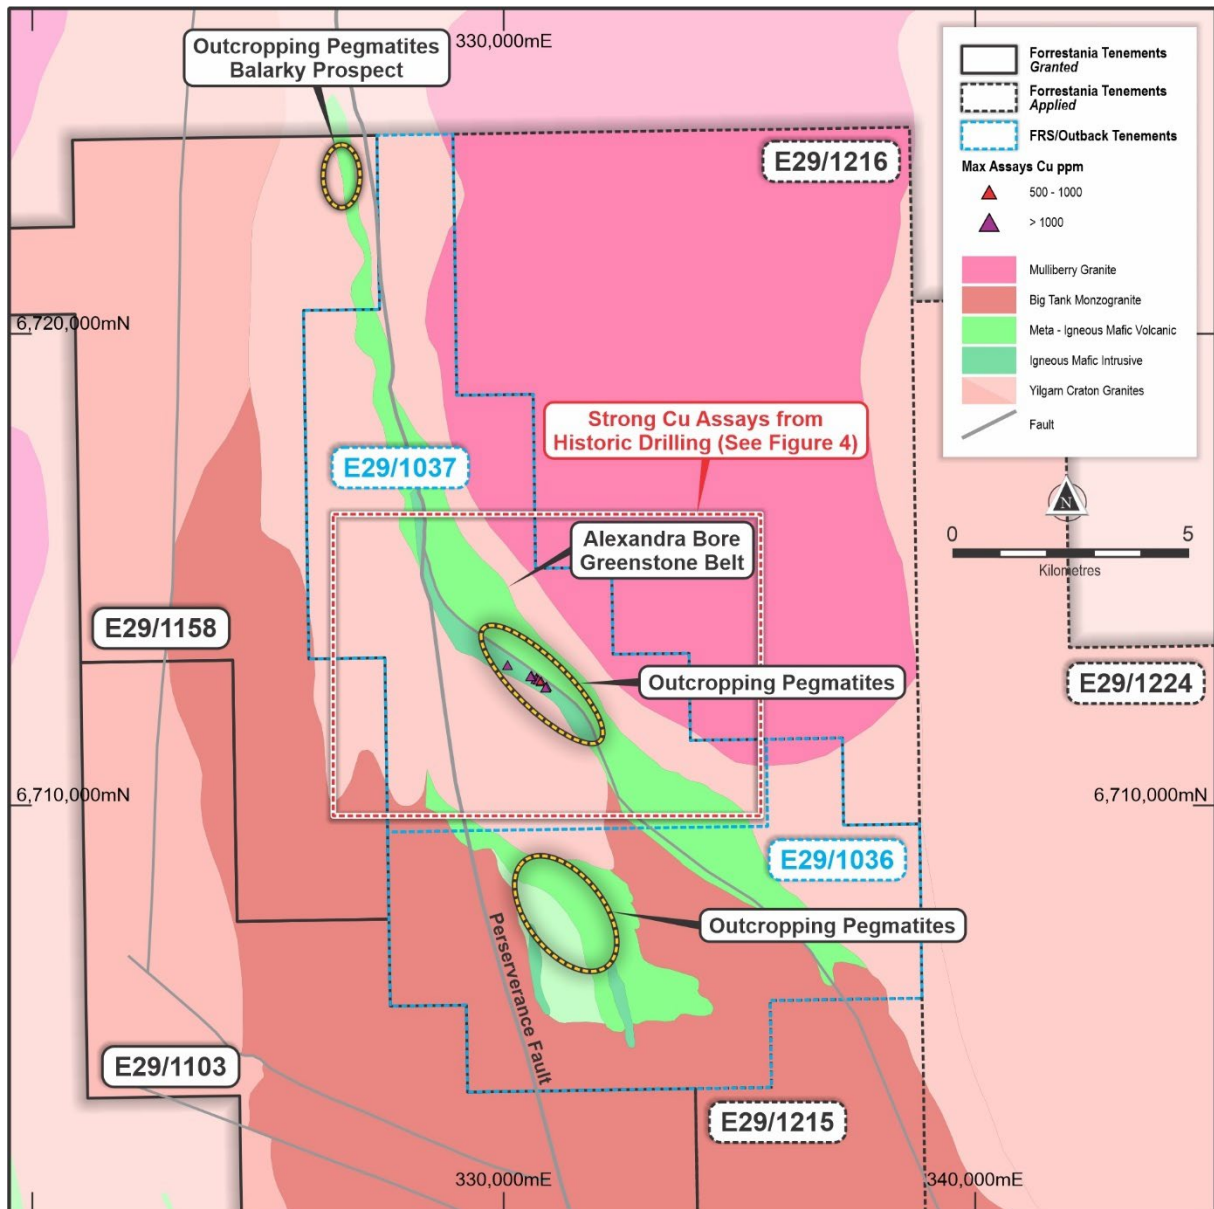 Outcropping Pegmatites
Balarky Prospect
330,000mE
Forrestania Tenements
Granted
Forrestania Tenements
Applied
FRS/Outback Tenements
Max Assays Cu ppm
500 - 1000
> 1000
Mulliberry Granite
Big Tank Monzogranite
Meta - Igneous Mafic Volcanic
Igneous Mafic Intrusive
Yilgarn Craton Granites
Fault
E29/1216
6,720,000mN
Strong Cu Assays from
Historic Drilling (See Figure 4)
E29/1037
N
0
5
Kilometres
Alexandra Bore
Greenstone Belt
E29/1158
Outcropping Pegmatites
E29/1224
6,710,000mN
6,710,000mN
E29/1036
Outcropping Pegmatites
Perserverance Fault
E29/1103
E29/1215
330,000mE
340,000mE